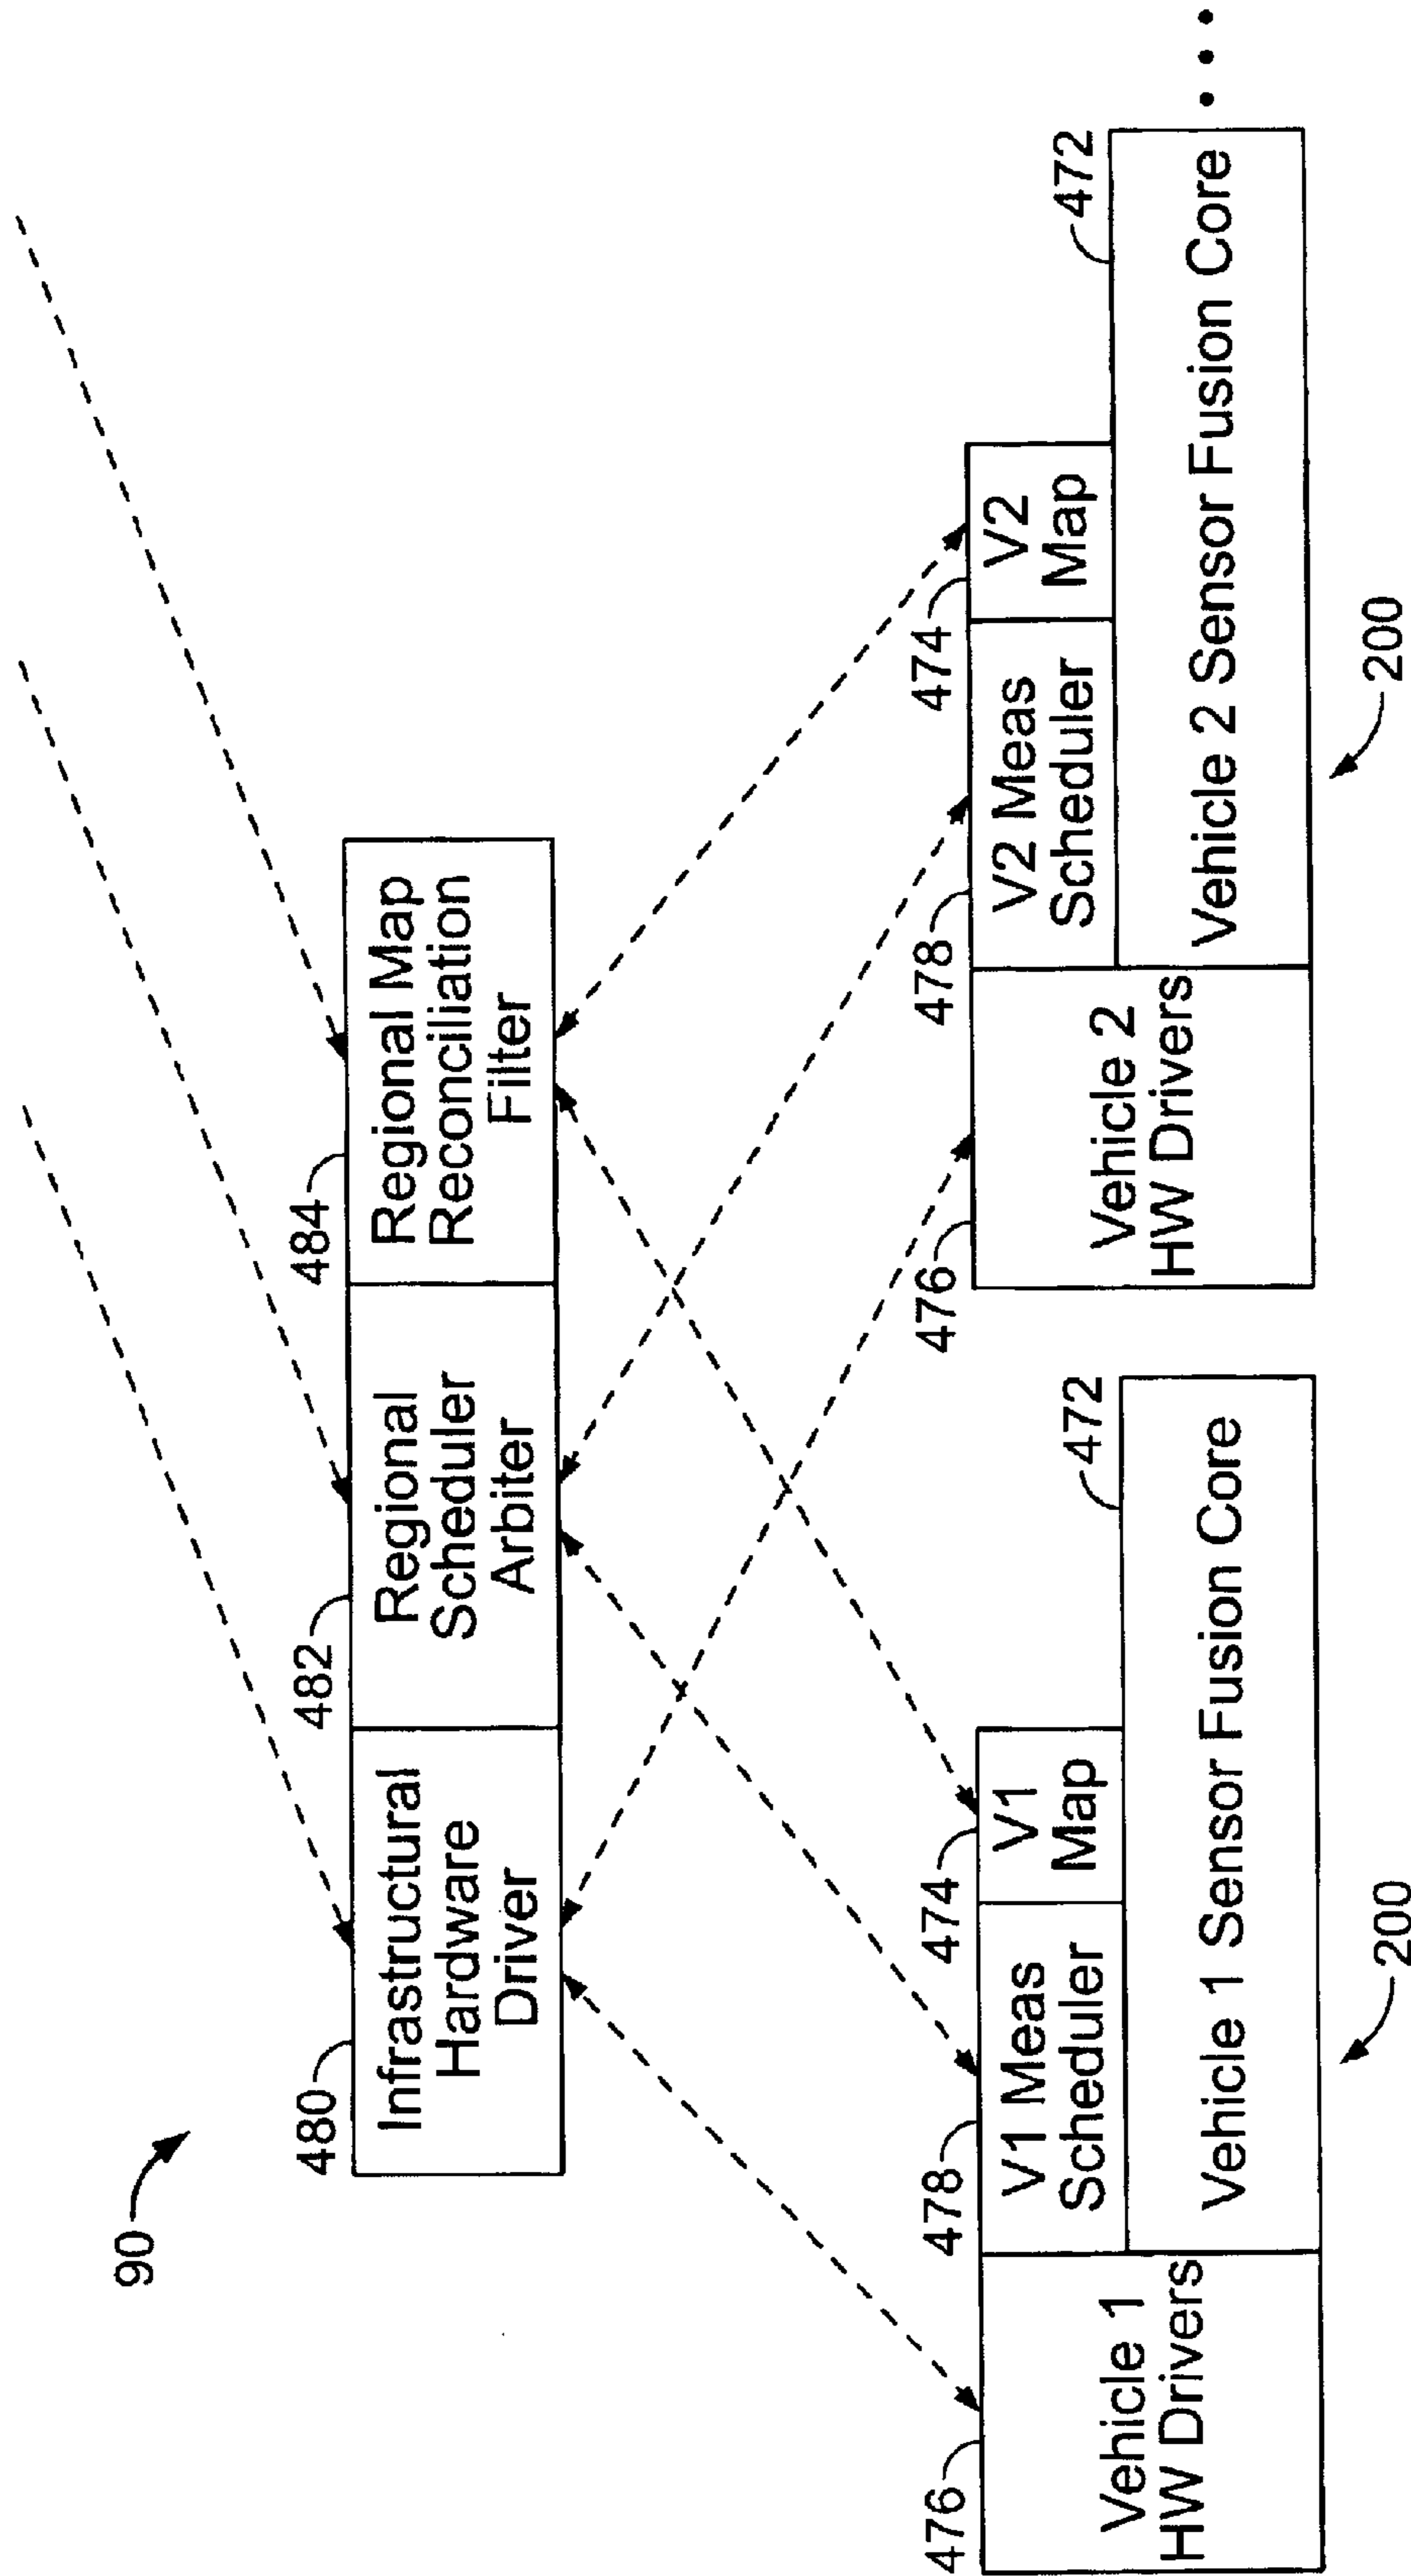 90
480
482
484
Infrastructural
Hardware
Driver
Regional
Scheduler
Arbiter
Regional Map
Reconciliation
Filter
476
478
474
472
Vehicle 1
HW Drivers
V1 Meas
Scheduler
V1
Map
Vehicle 1 Sensor Fusion Core
200
476
478
474
472
Vehicle 2
HW Drivers
V2 Meas
Scheduler
V2
Map
Vehicle 2 Sensor Fusion Core
200